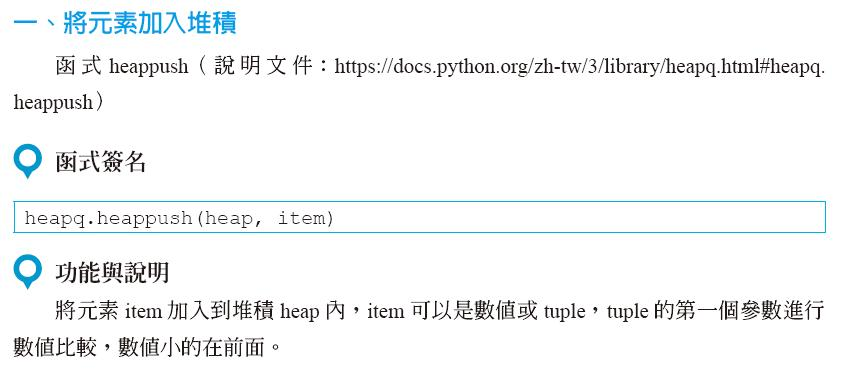 一、將元素加入堆積
函式 heappush（說明文件：https://docs.python.org/zh-tw/3/library/heapq.html#heapq.
heappush）
函式簽名
heapq.heappush(heap, item)
功能與說明
將元素 item 加入到堆積 heap 內，item 可以是數值或 tuple，tuple 的第一個參數進行
數值比較，數值小的在前面。